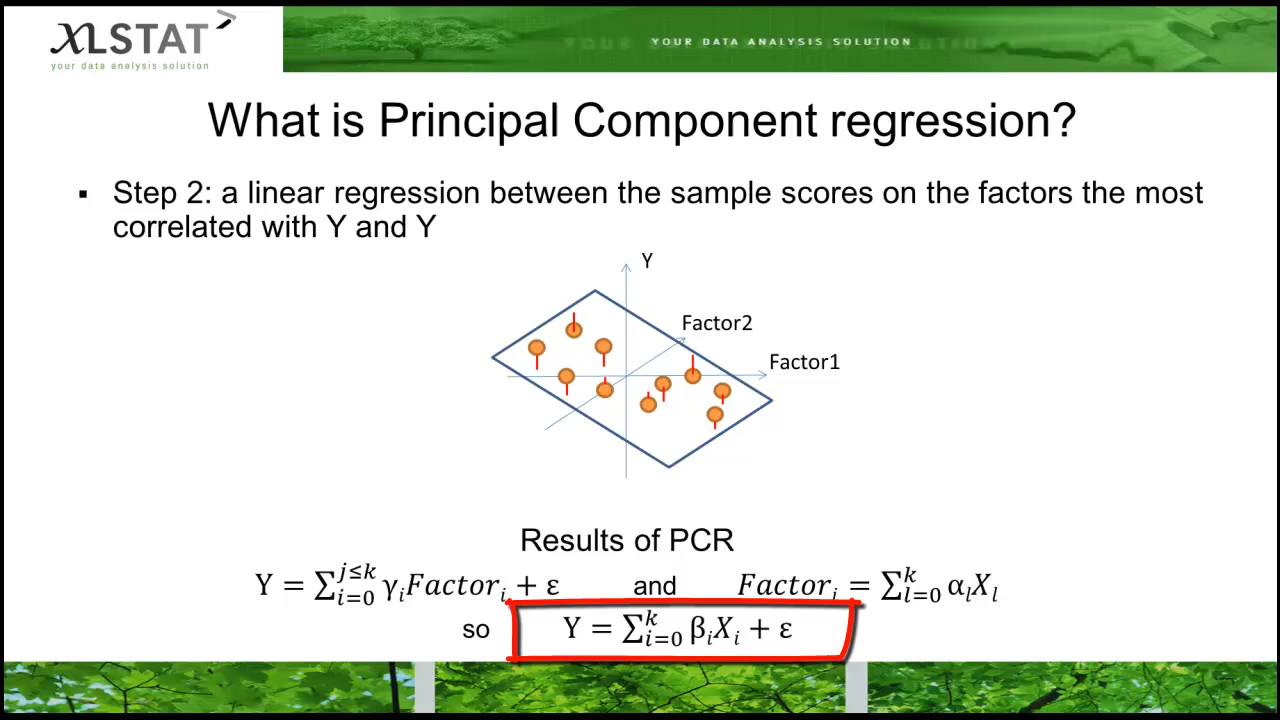 XLSTAT
your data analysis solution
YOUR DATA ANALYSIS SOLUTION
What is Principal Component regression?
▪ Step 2: a linear regression between the sample scores on the factors the most
correlated with Y and Y
Y
Factor2
Factor1
Results of PCR
Y = ∑_{i=0}^{j≤k} γ_i Factor_i + ε and Factor_i = ∑_{l=0}^{k} α_l X_l
so Y = ∑_{i=0}^{k} β_i X_i + ε